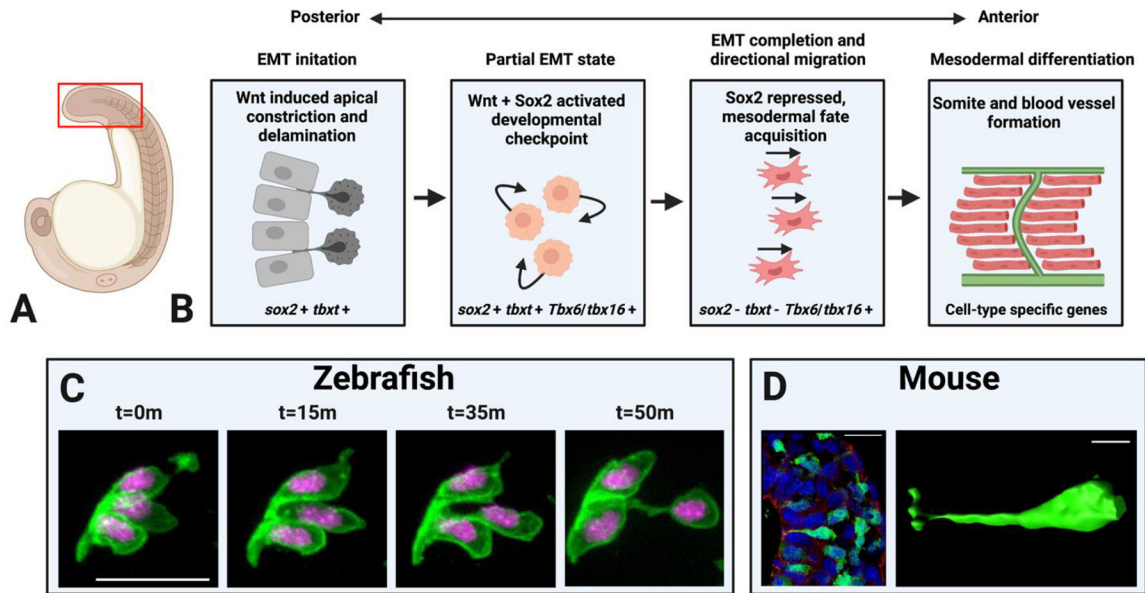 Posterior
Anterior
EMT initation
Wnt induced apical
constriction and
delamination
sox2 + tbxt +
Partial EMT state
Wnt + Sox2 activated
developmental
checkpoint
sox2 + tbxt + Tbx6/tbx16 +
EMT completion and
directional migration
Sox2 repressed,
mesodermal fate
acquisition
sox2 - tbxt - Tbx6/tbx16 +
Mesodermal differentiation
Somite and blood vessel
formation
Cell-type specific genes
A
B
C
Zebrafish
t=0m
t=15m
t=35m
t=50m
D
Mouse